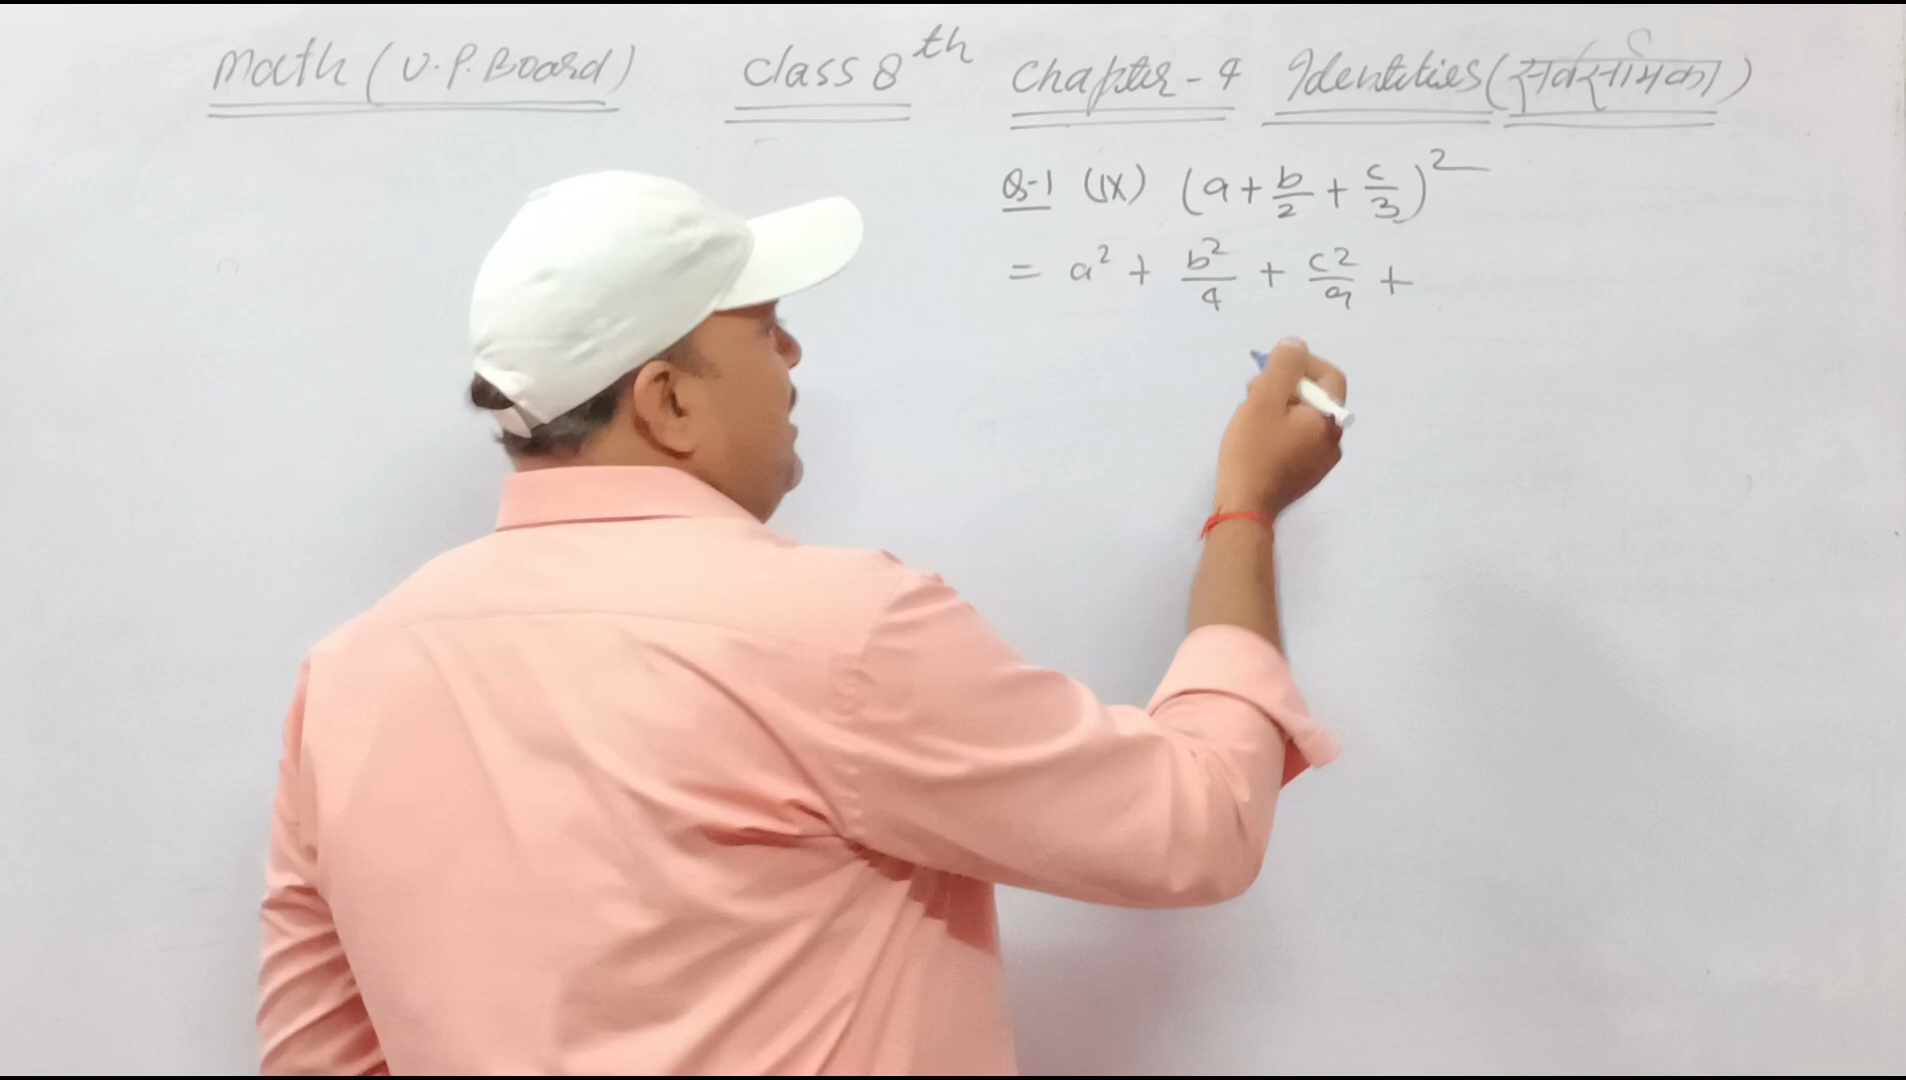 Math (U.P. Board) Class 8th Chapter - 4 Identities (सर्वसमिका)
Q-1 (ix) (a + b/2 + c/3)²
= a² + b²/4 + c²/9 +